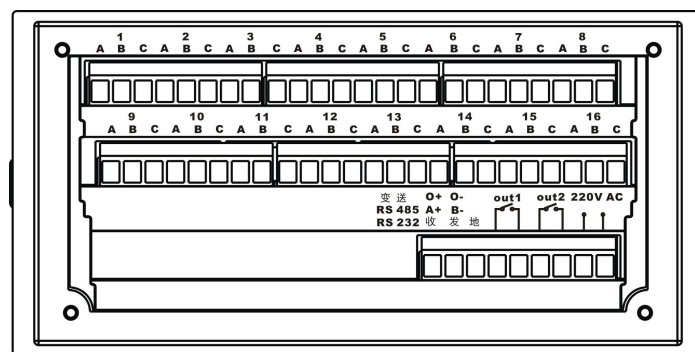 1 2 3 4 5 6 7 8
A B C A B C A B C A B C A B C A B C A B C A B C
9 10 11 12 13 14 15 16
A B C A B C A B C A B C A B C A B C A B C A B C
变 送 O+ O- out1 out2 220V AC
RS 485 A+ B-
RS 232 收 发 地